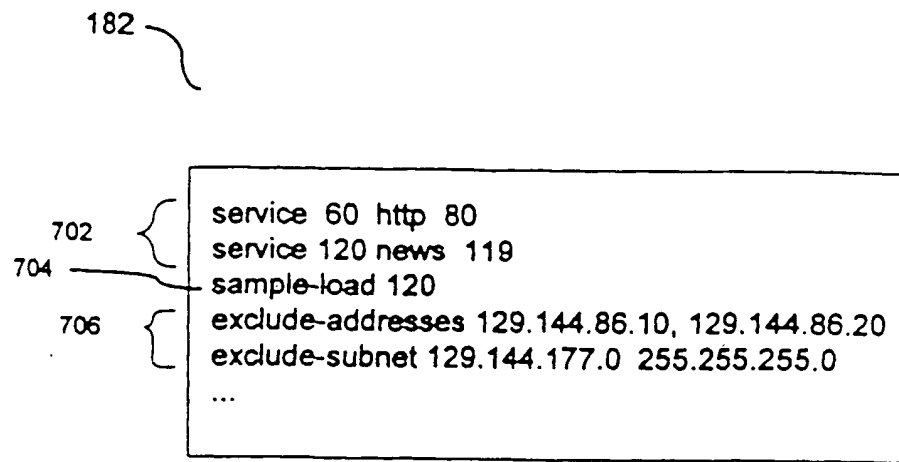 182
702
704
706
service 60 http 80
service 120 news 119
sample-load 120
exclude-addresses 129.144.86.10, 129.144.86.20
exclude-subnet 129.144.177.0 255.255.255.0
...